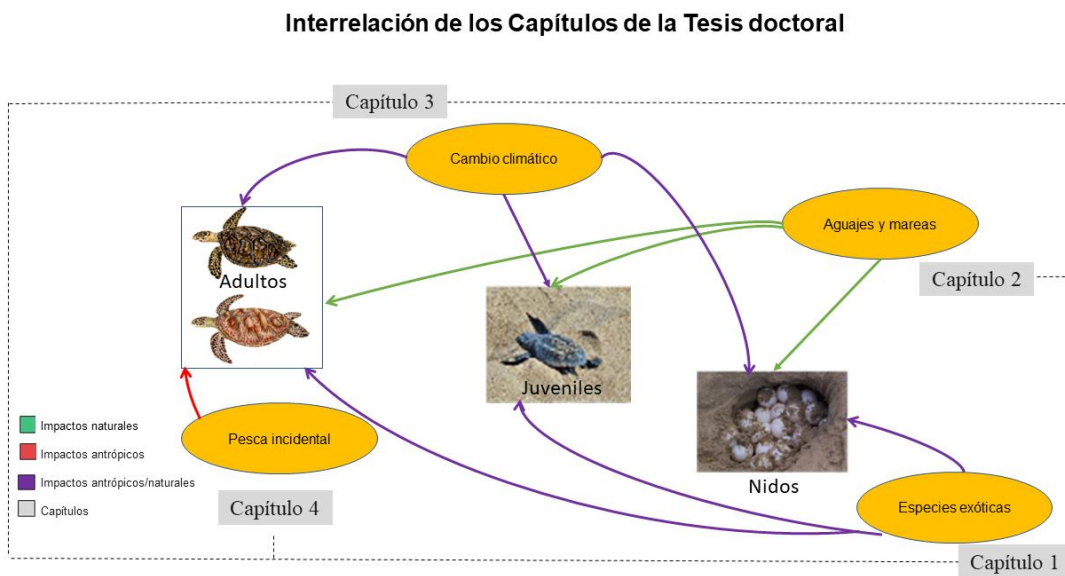 Interrelación de los Capítulos de la Tesis doctoral
Capítulo 3
Cambio climático
Aguajes y mareas
Adultos
Capítulo 2
Juveniles
Impactos naturales
Pesca incidental
Impactos antrópicos
Impactos antrópicos/naturales
Nidos
Capítulo 4
Especies exóticas
Capítulos
Capítulo 1